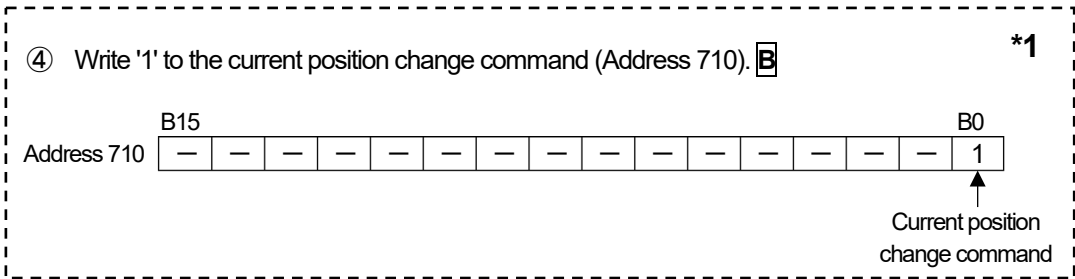 *1
④ Write '1' to the current position change command (Address 710). B
B15 B0
Address 710 － － － － － － － － － － － － － － － 1
Current position
change command